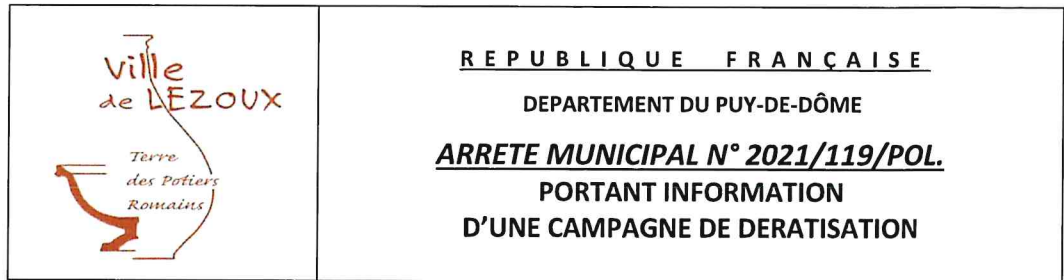 Ville
de LEZOUX
Terre
des Potiers
Romains
REPUBLIQUE FRANÇAISE
DEPARTEMENT DU PUY-DE-DÔME
ARRETE MUNICIPAL N° 2021/119/POL.
PORTANT INFORMATION
D'UNE CAMPAGNE DE DERATISATION